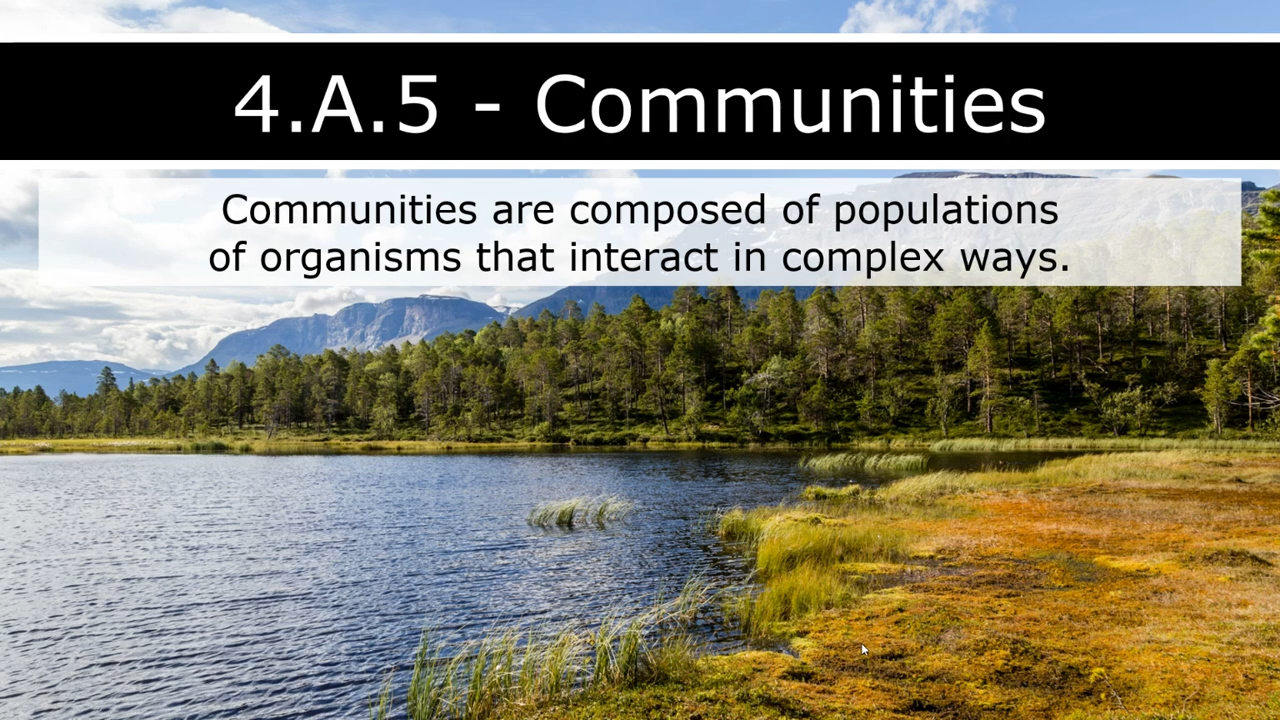 4.A.5 - Communities
Communities are composed of populations
of organisms that interact in complex ways.